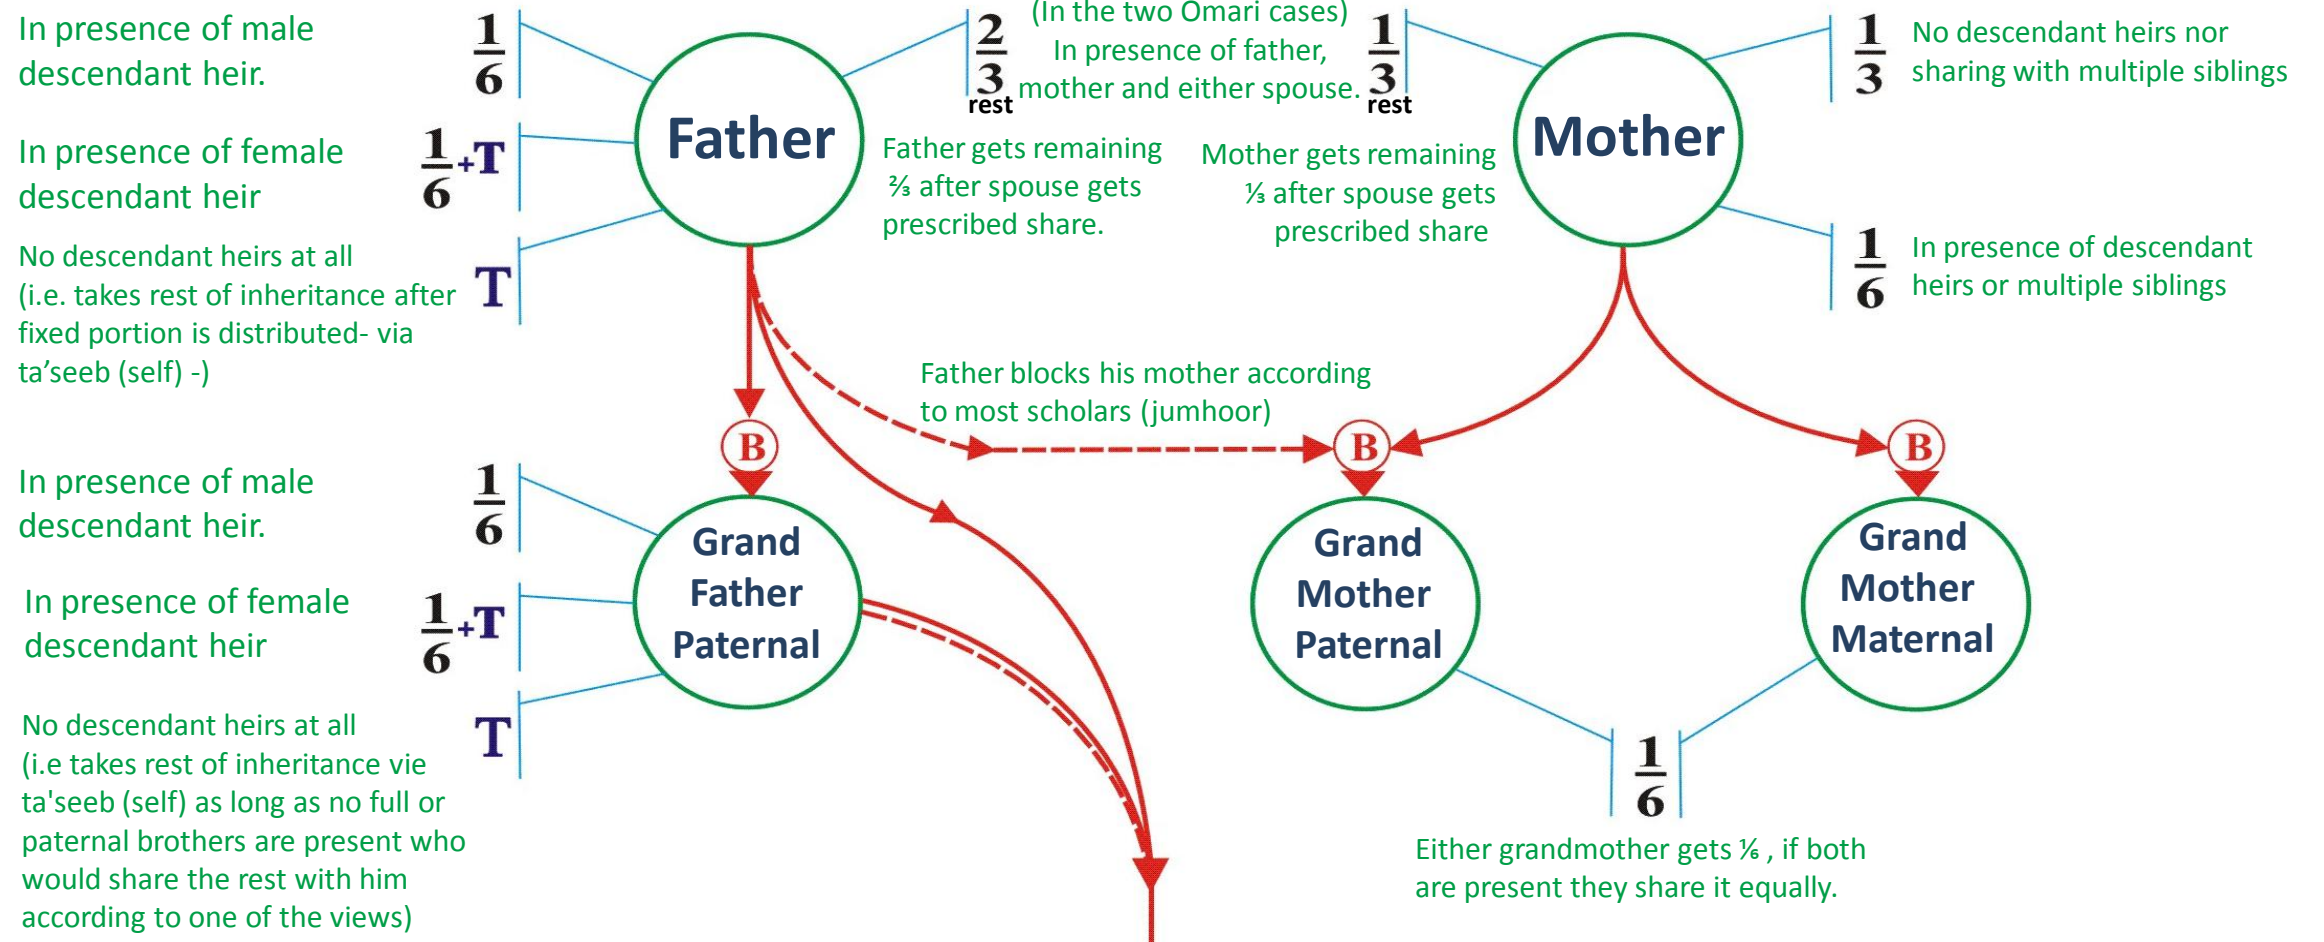 In presence of male
descendant heir.
1
6
2
3
rest
(In the two Omari cases)
In presence of father,
mother and either spouse.
1
3
rest
1
3
No descendant heirs nor
sharing with multiple siblings
Father
Mother
In presence of female
descendant heir
1
6 +T
Father gets remaining
⅔ after spouse gets
prescribed share.
Mother gets remaining
⅓ after spouse gets
prescribed share
No descendant heirs at all
(i.e. takes rest of inheritance after
fixed portion is distributed- via
ta’seeb (self) -)
T
1
6
In presence of descendant
heirs or multiple siblings
Father blocks his mother according
to most scholars (jumhoor)
B
B
B
In presence of male
descendant heir.
1
6
Grand
Father
Paternal
Grand
Mother
Paternal
Grand
Mother
Maternal
In presence of female
descendant heir
1
6 +T
No descendant heirs at all
(i.e takes rest of inheritance vie
ta'seeb (self) as long as no full or
paternal brothers are present who
would share the rest with him
according to one of the views)
T
1
6
Either grandmother gets ⅙ , if both
are present they share it equally.